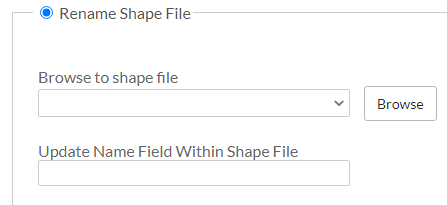 Rename Shape File
Browse to shape file
Browse
Update Name Field Within Shape File